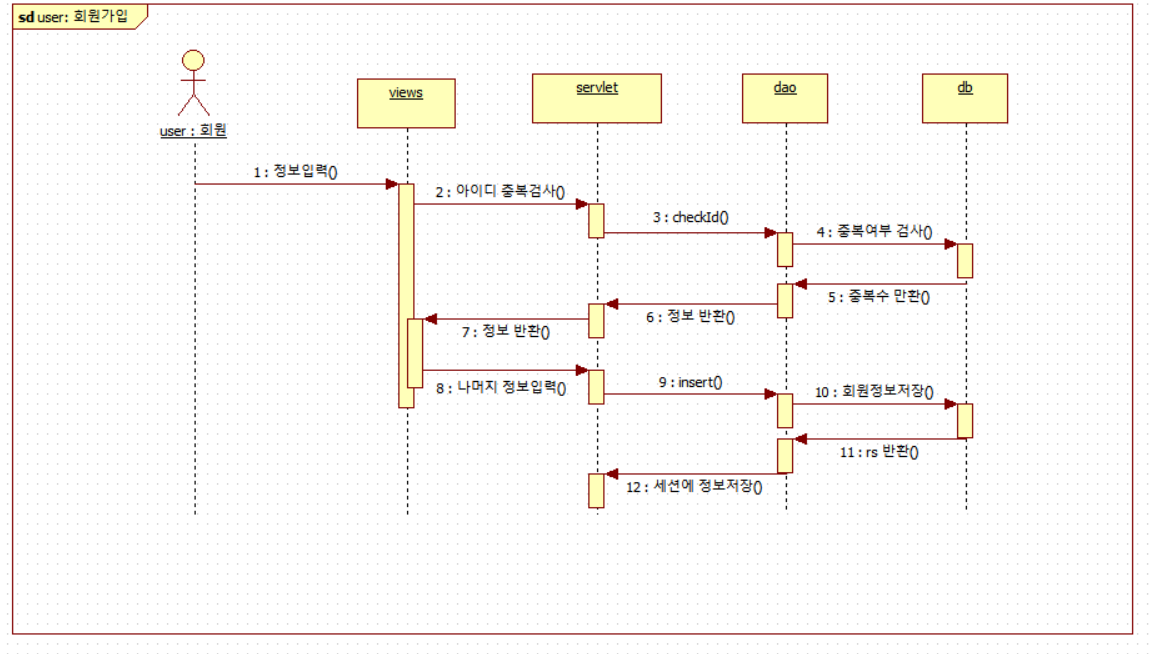 sd user: 회원가입
user : 회원
views
servlet
dao
db
1 : 정보입력()
2 : 아이디 중복검사()
3 : checkId()
4 : 중복여부 검사()
5 : 중복수 만환()
6 : 정보 반환()
7 : 정보 반환()
8 : 나머지 정보입력()
9 : insert()
10 : 회원정보저장()
11 : rs 반환()
12 : 세션에 정보저장()